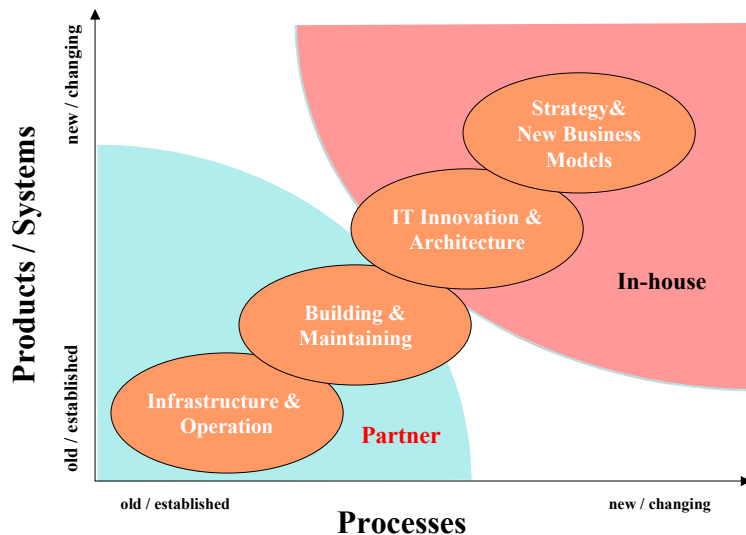 new / changing
Products / Systems
old / established
Strategy&
New Business
Models
IT Innovation &
Architecture
In-house
Building &
Maintaining
Infrastructure &
Operation
Partner
old / established
new / changing
Processes